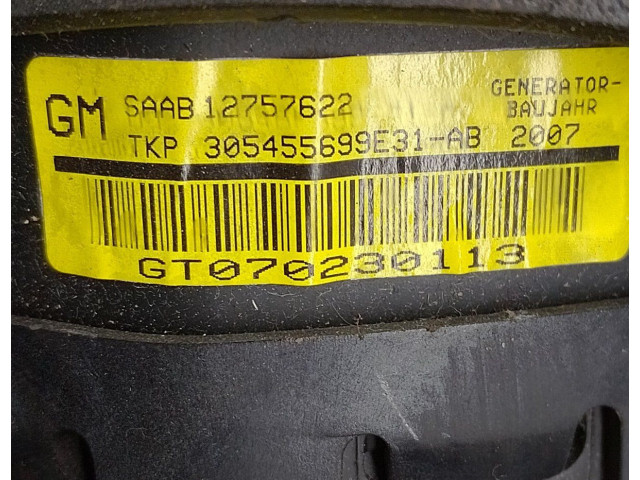 GM SAAB 12757622 GENERATOR-
BAUJAHR
TKP 305455699E31-AB 2007
GT070230113